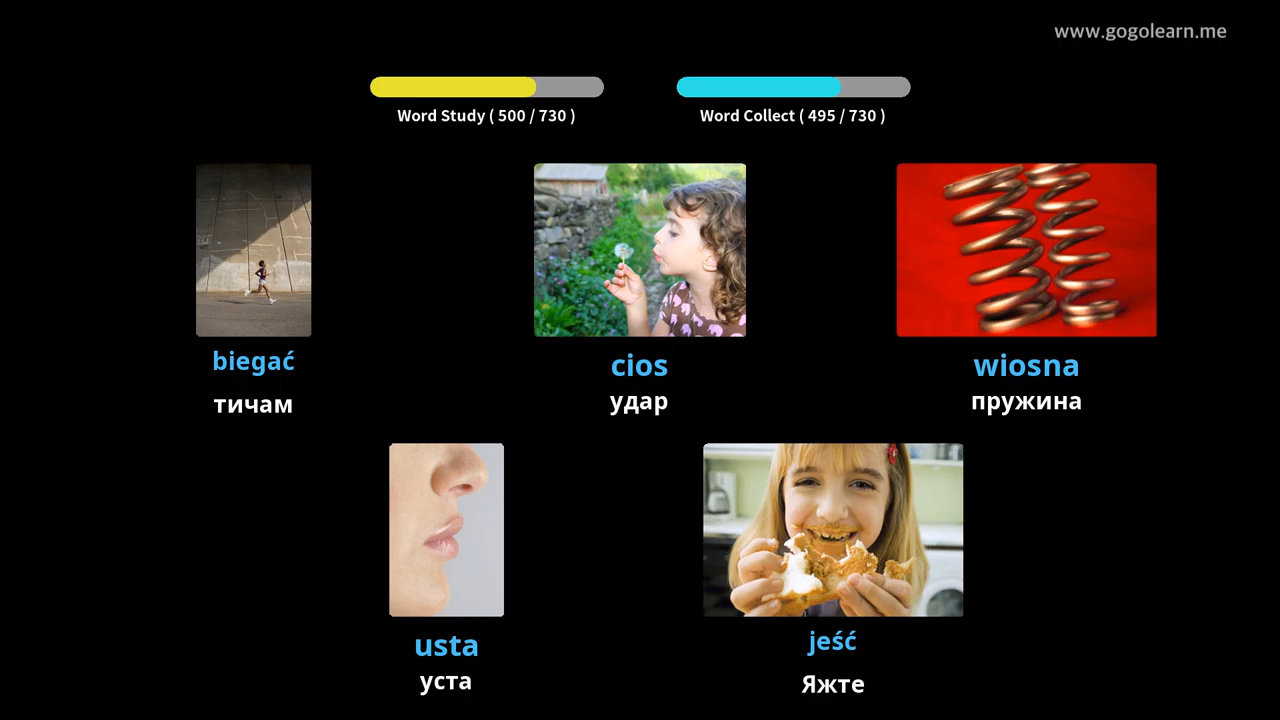 www.gogolearn.me
Word Study ( 500 / 730 )
Word Collect ( 495 / 730 )
biegać
тичам
cios
удар
wiosna
пружина
usta
уста
jeść
Яжте